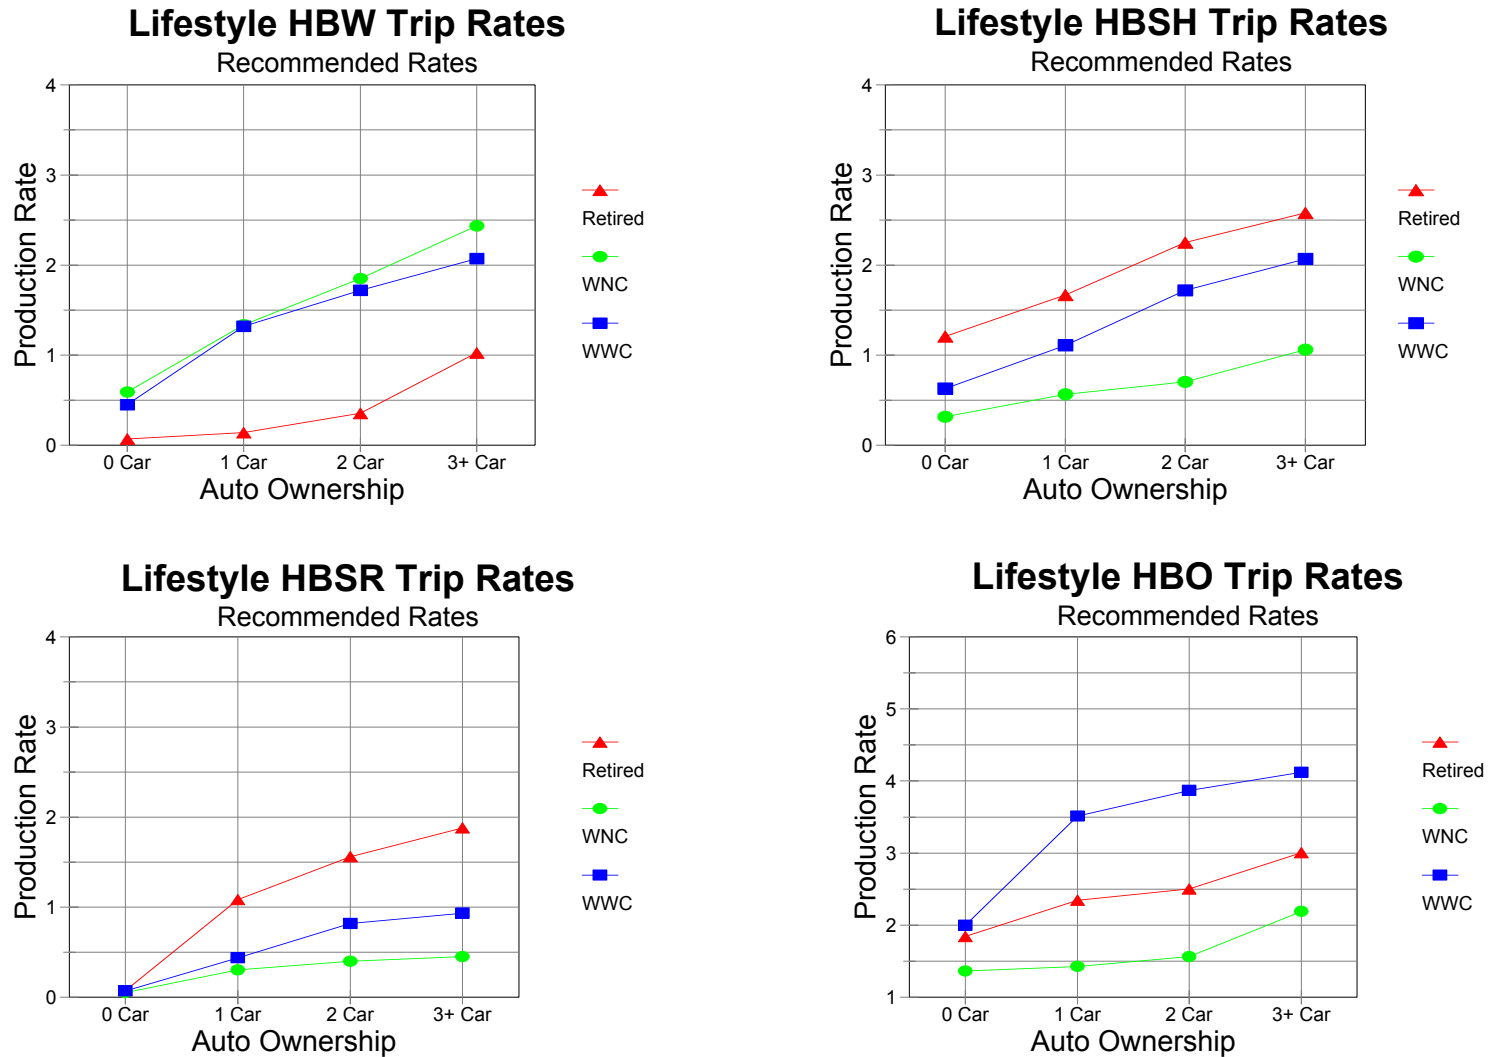 Lifestyle HBW Trip Rates
Recommended Rates
4
3
2
1
0
Production Rate
0 Car 1 Car 2 Car 3+ Car
Auto Ownership
Retired
WNC
WWC
Lifestyle HBSH Trip Rates
Recommended Rates
4
3
2
1
0
Production Rate
0 Car 1 Car 2 Car 3+ Car
Auto Ownership
Retired
WNC
WWC
Lifestyle HBSR Trip Rates
Recommended Rates
4
3
2
1
0
Production Rate
0 Car 1 Car 2 Car 3+ Car
Auto Ownership
Retired
WNC
WWC
Lifestyle HBO Trip Rates
Recommended Rates
6
5
4
3
2
1
Production Rate
0 Car 1 Car 2 Car 3+ Car
Auto Ownership
Retired
WNC
WWC